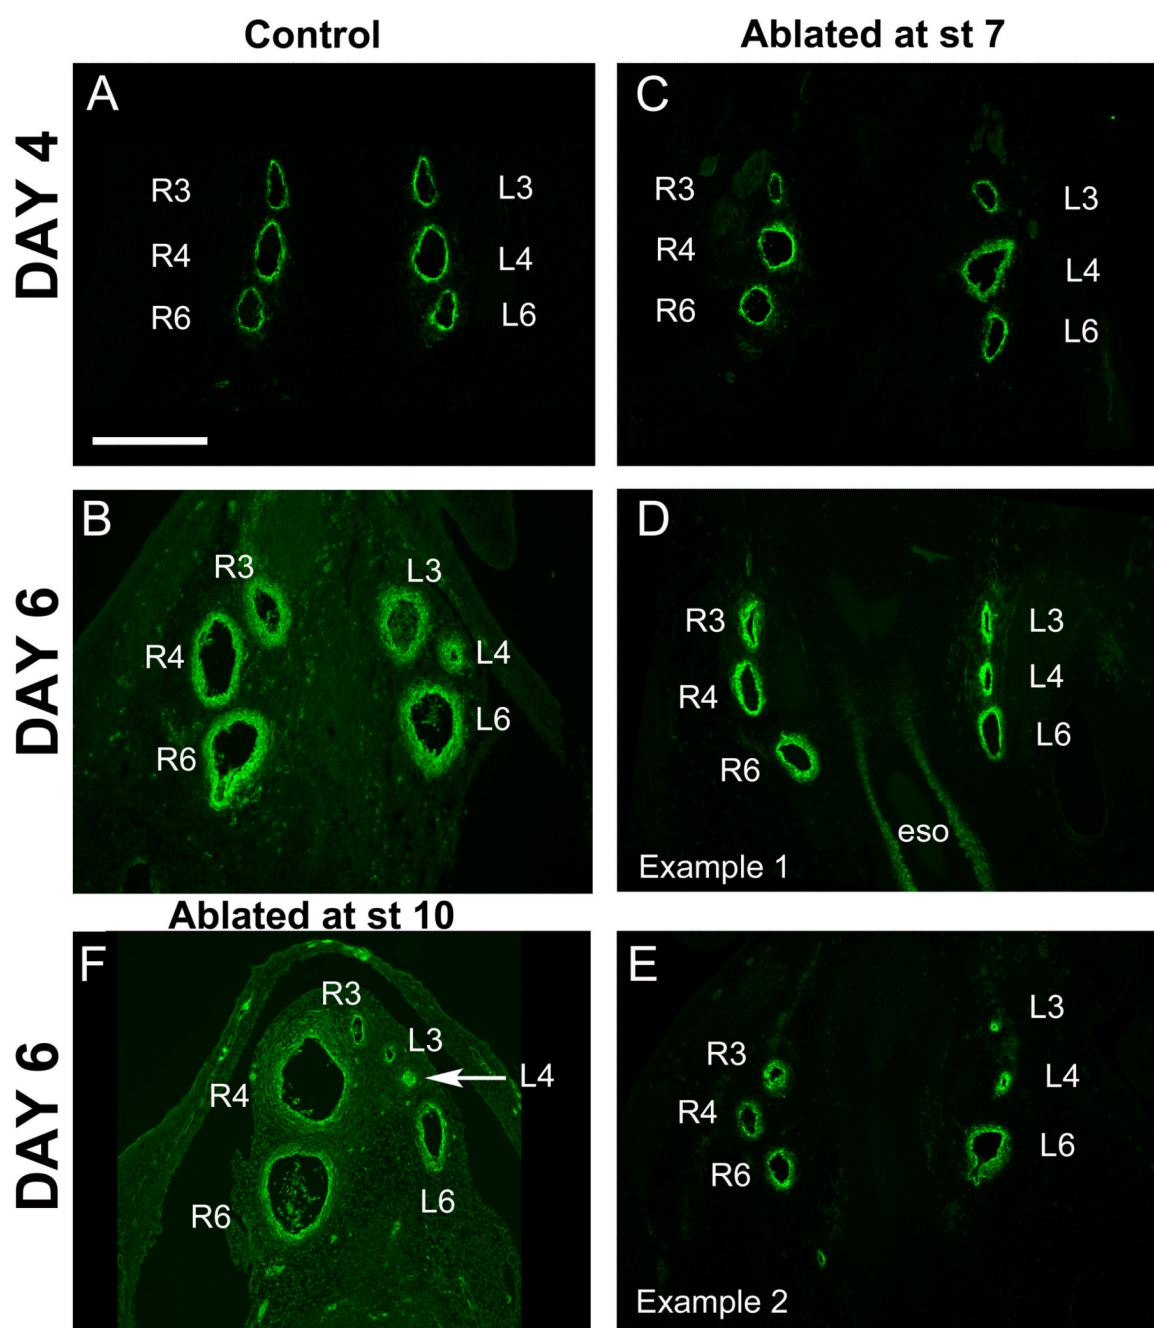 Control
Ablated at st 7
DAY 4
A
R3
L3
R4
L4
R6
L6
C
R3
L3
R4
L4
R6
L6
DAY 6
B
R3
L3
R4
L4
R6
L6
D
R3
L3
R4
L4
R6
L6
eso
Example 1
Ablated at st 10
DAY 6
F
R3
L3
R4
L4
R6
L6
E
L3
R3
L4
R4
L6
R6
Example 2